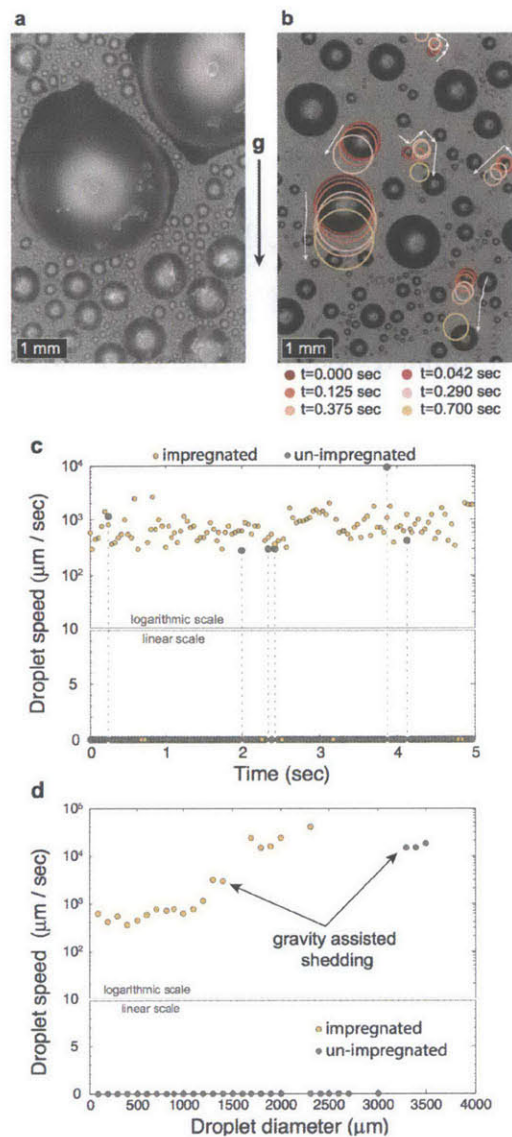 a
b
g
1 mm
1 mm
t=0.000 sec
t=0.042 sec
t=0.125 sec
t=0.290 sec
t=0.375 sec
t=0.700 sec
c
impregnated
un-impregnated
Droplet speed (µm / sec)
10⁴
10³
10²
10
logarithmic scale
linear scale
5
0
0 1 2 3 4 5
Time (sec)
d
Droplet speed (µm / sec)
10⁵
10⁴
10³
10²
10
gravity assisted
shedding
logarithmic scale
linear scale
impregnated
un-impregnated
5
0
0 500 1000 1500 2000 2500 3000 3500 4000
Droplet diameter (µm)